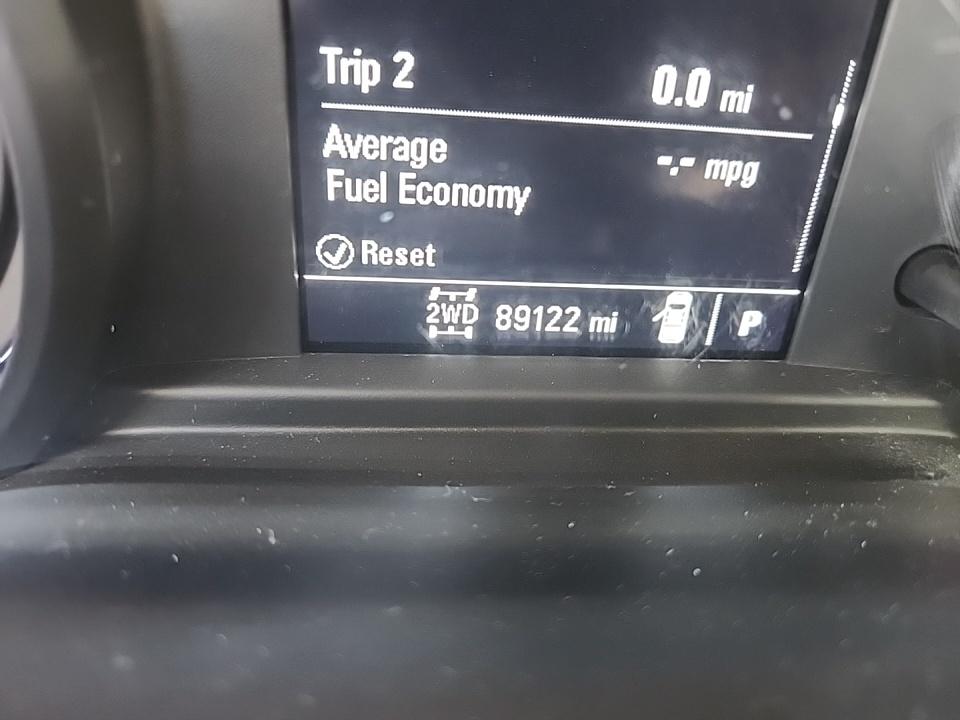 Trip 2 0.0 mi
Average
Fuel Economy -.- mpg
Reset
2WD 89122 mi P